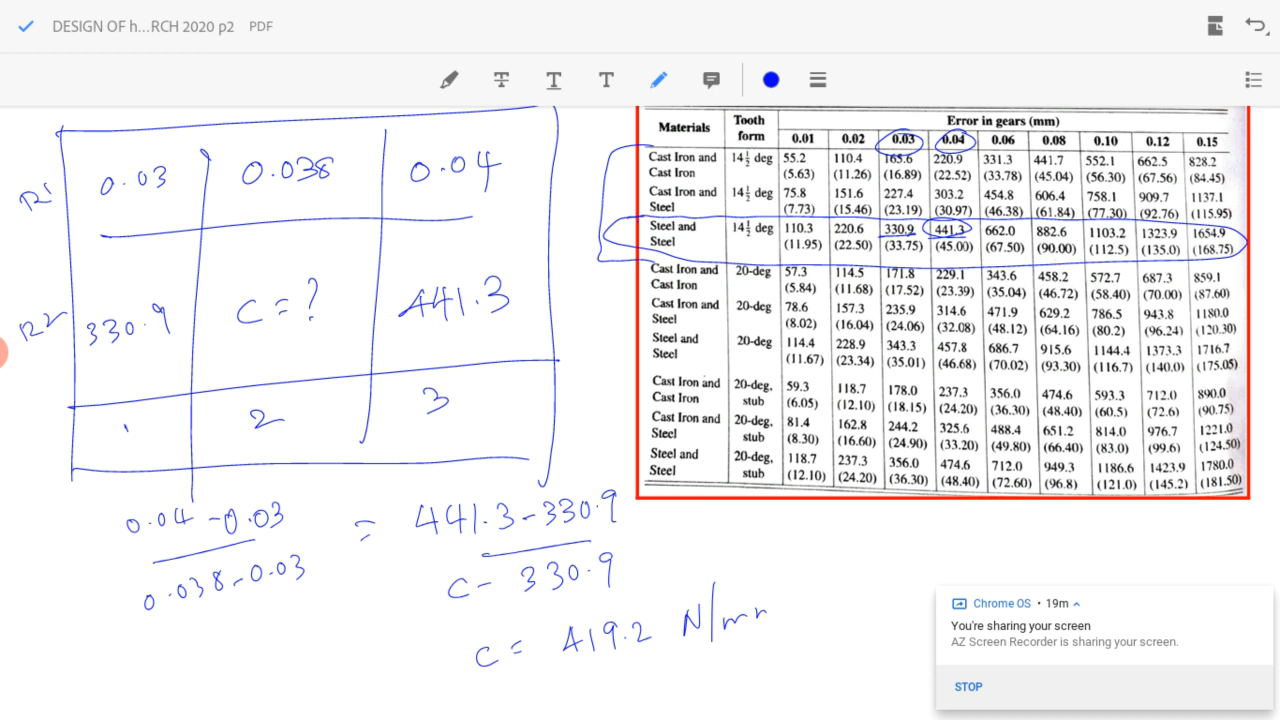 DESIGN OF h...RCH 2020 p2 PDF
R1 0.03 0.038 0.04
R2 330.9 C = ? 441.3
1 2 3
0.04 - 0.03 = 441.3 - 330.9
0.038 - 0.03 C - 330.9
C = 419.2 N/mm
Materials Tooth form Error in gears (mm)
0.01 0.02 0.03 0.04 0.06 0.08 0.10 0.12 0.15
Cast Iron and 14½ deg 55.2 110.4 165.6 220.9 331.3 441.7 552.1 662.5 828.2
Cast Iron (5.63) (11.26) (16.89) (22.52) (33.78) (45.04) (56.30) (67.56) (84.45)
Cast Iron and 14½ deg 75.8 151.6 227.4 303.2 454.8 606.4 758.1 909.7 1137.1
Steel (7.73) (15.46) (23.19) (30.97) (46.38) (61.84) (77.30) (92.76) (115.95)
Steel and 14½ deg 110.3 220.6 330.9 441.3 662.0 882.6 1103.2 1323.9 1654.9
Steel (11.95) (22.50) (33.75) (45.00) (67.50) (90.00) (112.5) (135.0) (168.75)
Cast Iron and 20-deg 57.3 114.5 171.8 229.1 343.6 458.2 572.7 687.3 859.1
Cast Iron (5.84) (11.68) (17.52) (23.39) (35.04) (46.72) (58.40) (70.00) (87.60)
Cast Iron and 20-deg 78.6 157.3 235.9 314.6 471.9 629.2 786.5 943.8 1180.0
Steel (8.02) (16.04) (24.06) (32.08) (48.12) (64.16) (80.2) (96.24) (120.30)
Steel and 20-deg 114.4 228.9 343.3 457.8 686.7 915.6 1144.4 1373.3 1716.7
Steel (11.67) (23.34) (35.01) (46.68) (70.02) (93.30) (116.7) (140.0) (175.05)
Cast Iron and 20-deg, 59.3 118.7 178.0 237.3 356.0 474.6 593.3 712.0 890.0
Cast Iron stub (6.05) (12.10) (18.15) (24.20) (36.30) (48.40) (60.5) (72.6) (90.75)
Cast Iron and 20-deg, 81.4 162.8 244.2 325.6 488.4 651.2 814.0 976.7 1221.0
Steel stub (8.30) (16.60) (24.90) (33.20) (49.80) (66.40) (83.0) (99.6) (124.50)
Steel and 20-deg, 118.7 237.3 356.0 474.6 712.0 949.3 1186.6 1423.9 1780.0
Steel stub (12.10) (24.20) (36.30) (48.40) (72.60) (96.8) (121.0) (145.2) (181.50)
Chrome OS • 19m
You're sharing your screen
AZ Screen Recorder is sharing your screen.
STOP